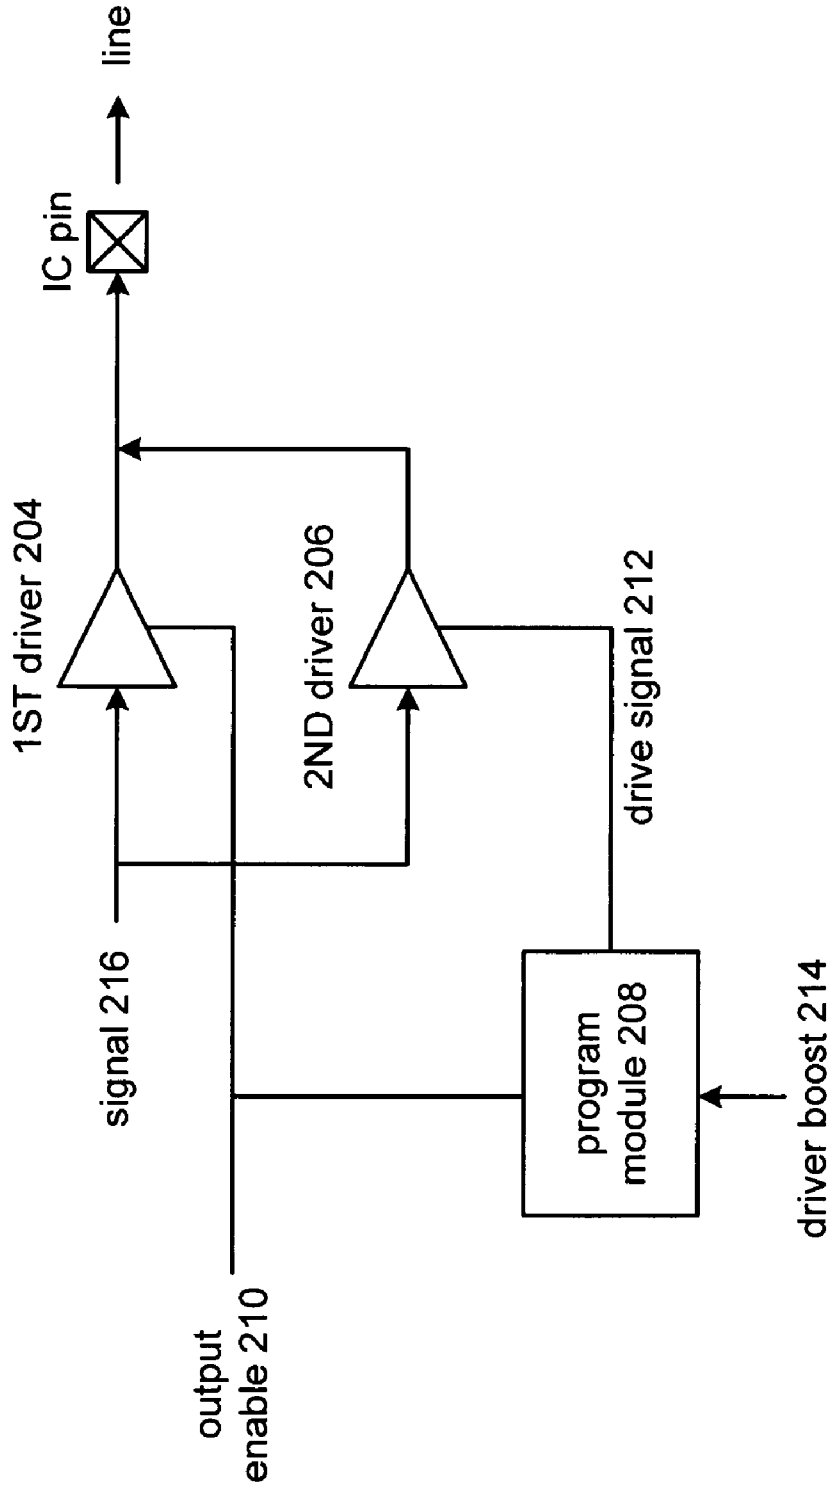 1ST driver 204
IC pin
line
signal 216
2ND driver 206
output
enable 210
drive signal 212
program
module 208
driver boost 214